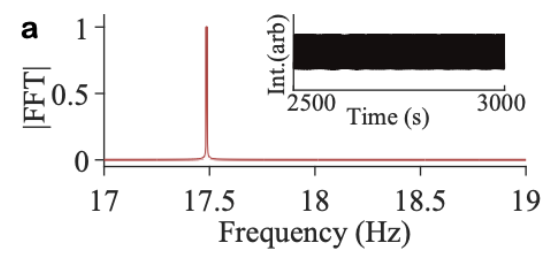 a
|FFT|
1
0.5
0
17 17.5 18 18.5 19
Frequency (Hz)
Int.(arb)
2500 3000
Time (s)